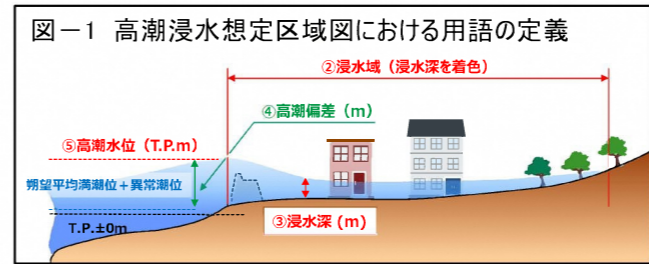 図－1 高潮浸水想定区域図における用語の定義
②浸水域（浸水深を着色）
④高潮偏差（m）
⑤高潮水位（T.P.m）
朔望平均満潮位＋異常潮位
③浸水深（m）
T.P.±0m